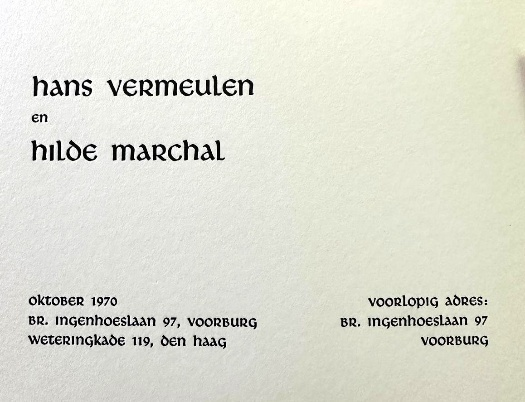 hans vermeulen
en
hilde marchal
oktober 1970
br. ingenhoeslaan 97, voorburg
weteringkade 119, den haag
voorlopig adres:
br. ingenhoeslaan 97
voorburg